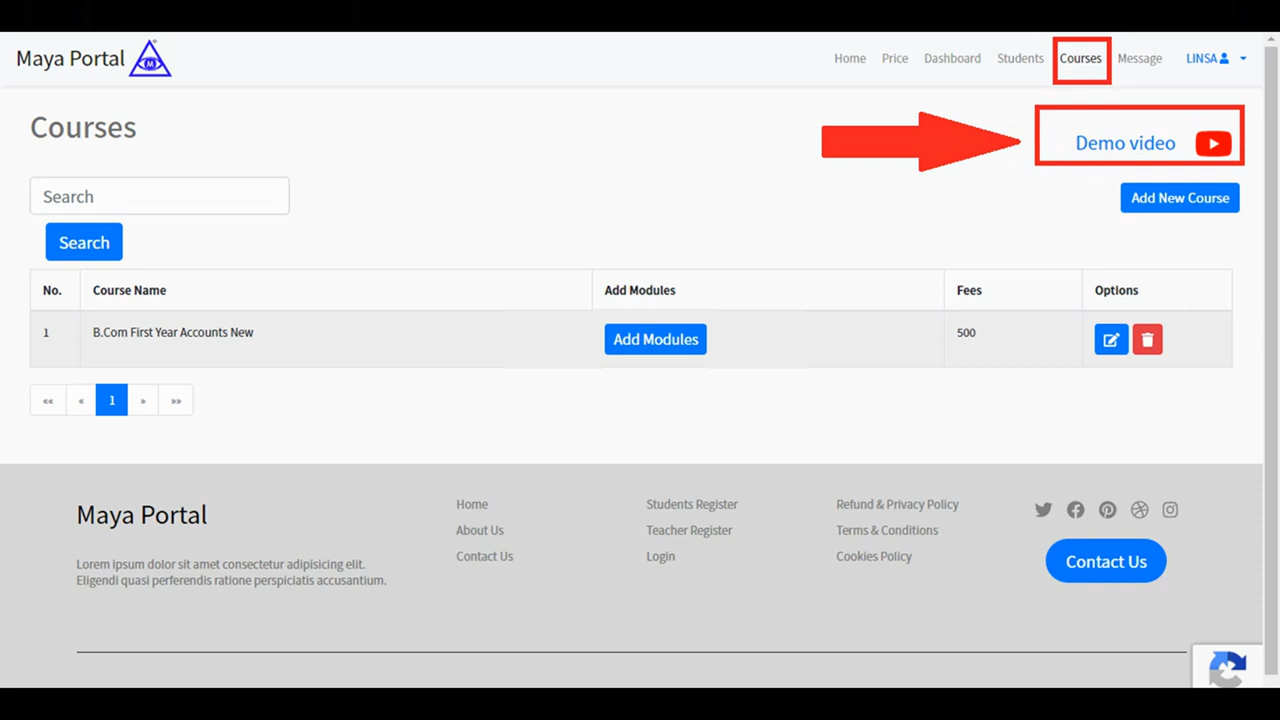 Maya Portal
Home Price Dashboard Students Courses Message LINSA
Courses
Demo video
Search
Add New Course
Search
No. Course Name Add Modules Fees Options
1 B.Com First Year Accounts New Add Modules 500
«« « 1 » »»
Maya Portal
Lorem ipsum dolor sit amet consectetur adipisicing elit.
Eligendi quasi perferendis ratione perspiciatis accusantium.
Home
About Us
Contact Us
Students Register
Teacher Register
Login
Refund & Privacy Policy
Terms & Conditions
Cookies Policy
Contact Us